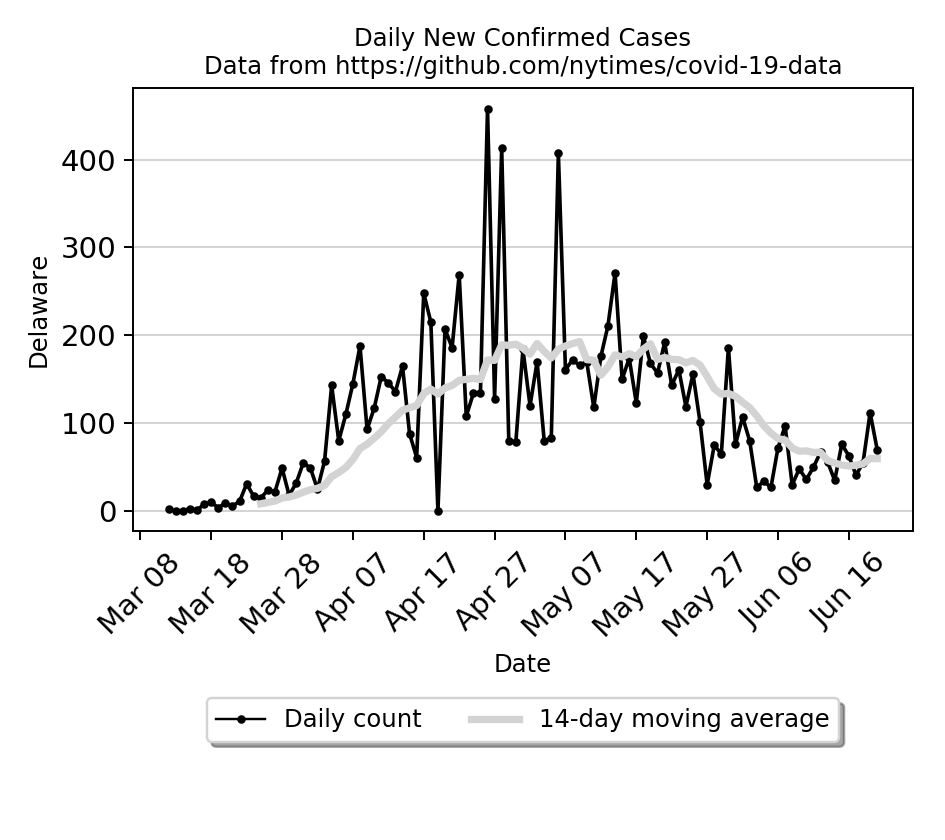 Daily New Confirmed Cases
Data from https://github.com/nytimes/covid-19-data
Delaware
400
300
200
100
0
Mar 08
Mar 18
Mar 28
Apr 07
Apr 17
Apr 27
May 07
May 17
May 27
Jun 06
Jun 16
Date
Daily count
14-day moving average